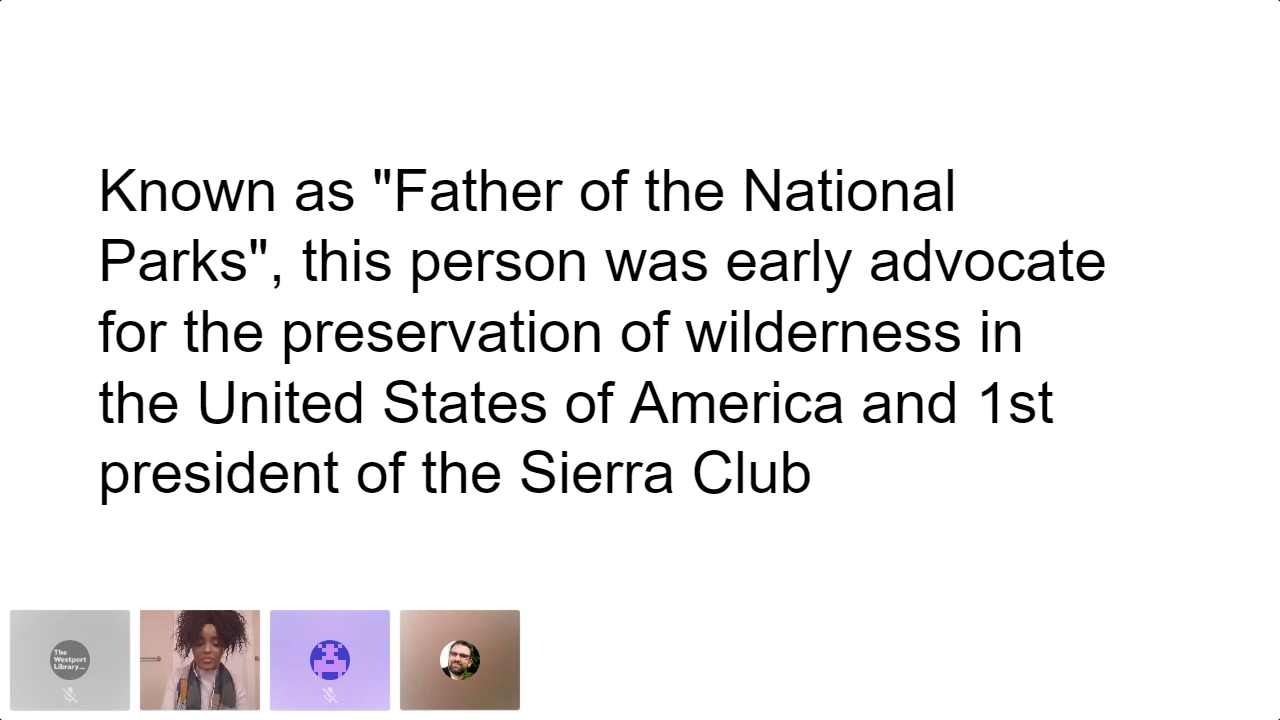 Known as "Father of the National
Parks", this person was early advocate
for the preservation of wilderness in
the United States of America and 1st
president of the Sierra Club
The
Westport
Library...